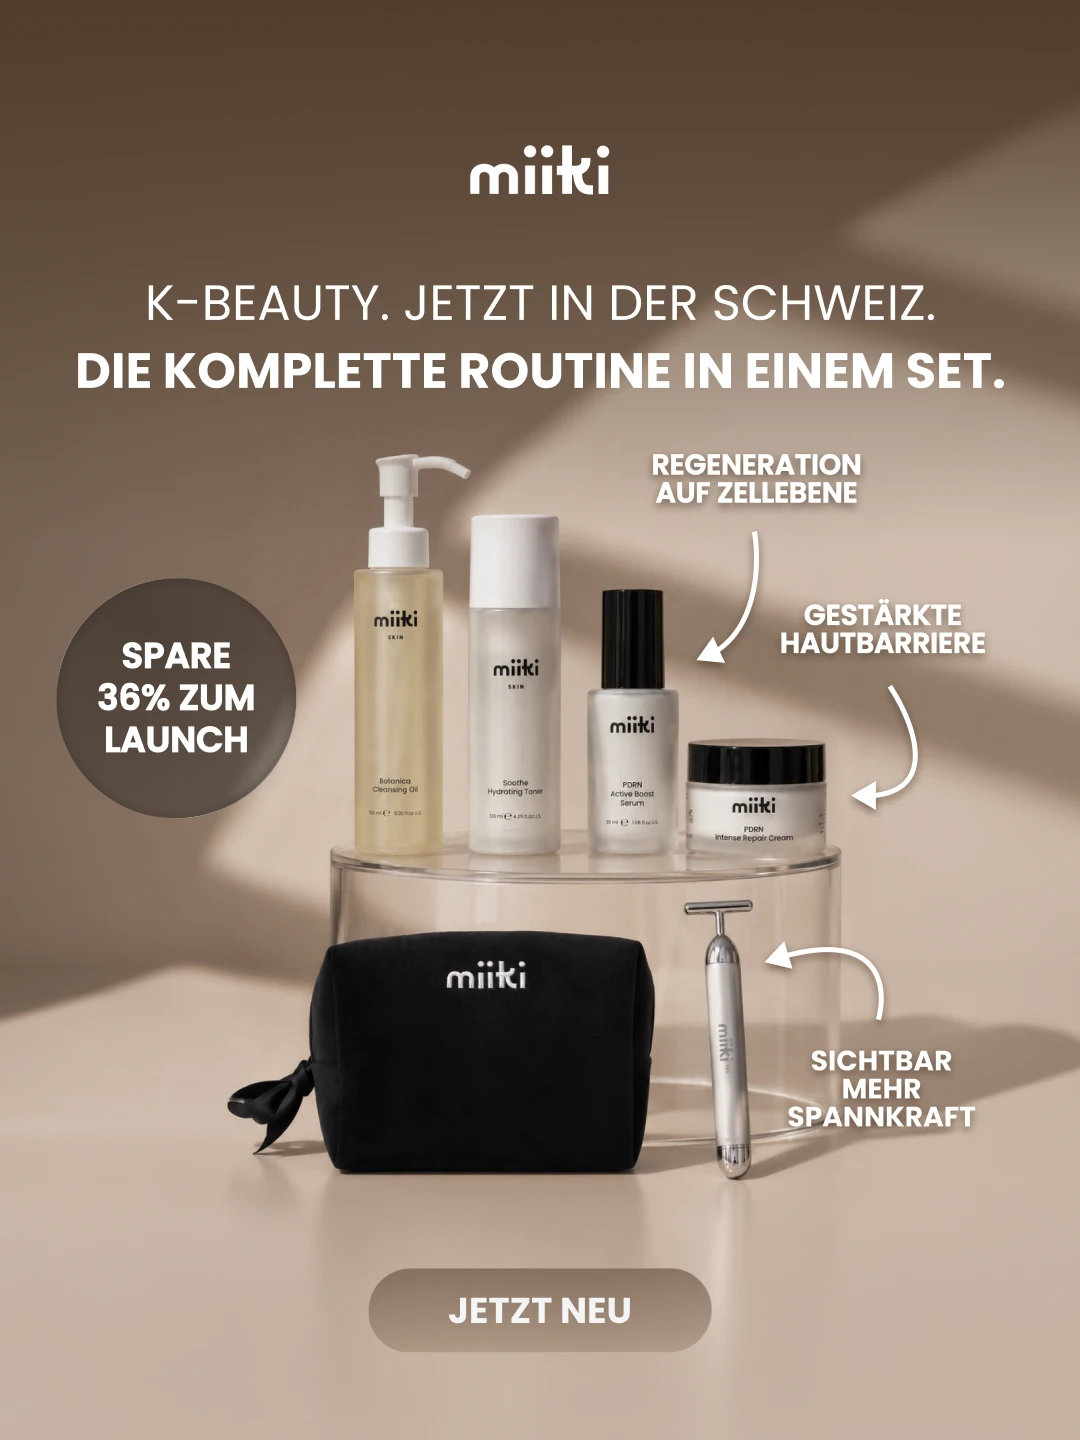 miiki
K-BEAUTY. JETZT IN DER SCHWEIZ.
DIE KOMPLETTE ROUTINE IN EINEM SET.
REGENERATION
AUF ZELLEBENE
GESTÄRKTE
HAUTBARRIERE
SPARE
36% ZUM
LAUNCH
miiki
SKIN
Botanica
Cleansing Oil
miiki
SKIN
Soothe
Hydrating Toner
miiki
PDRN
Active Boost
Serum
miiki
PDRN
Intense Repair Cream
miiki
miiki
SICHTBAR
MEHR
SPANNKRAFT
JETZT NEU